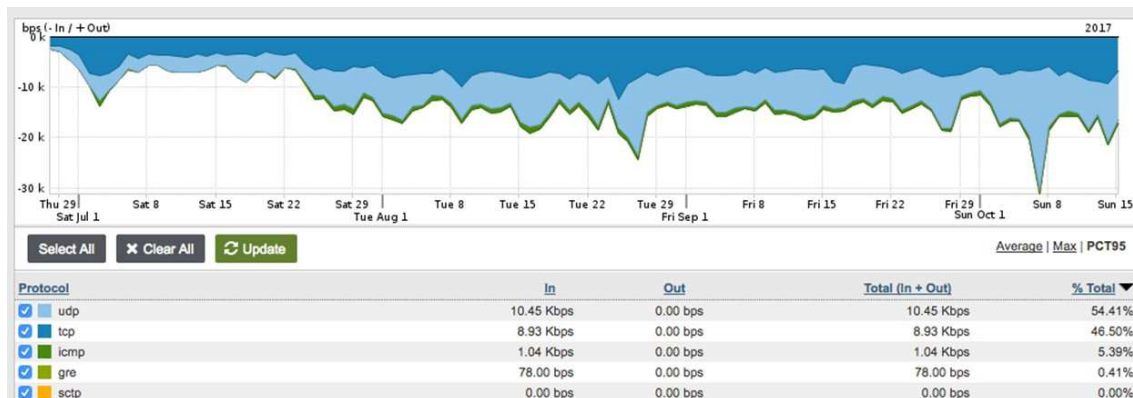 bps (- In / + Out) 2017
0 k
-10 k
-20 k
-30 k
Thu 29 Sat 8 Sat 15 Sat 22 Sat 29 Tue 8 Tue 15 Tue 22 Tue 29 Fri 8 Fri 15 Fri 22 Fri 29 Sun 8 Sun 15
Sat Jul 1 Tue Aug 1 Fri Sep 1 Sun Oct 1
Select All Clear All Update Average | Max | PCT95
Protocol In Out Total (In + Out) % Total
udp 10.45 Kbps 0.00 bps 10.45 Kbps 54.41%
tcp 8.93 Kbps 0.00 bps 8.93 Kbps 46.50%
icmp 1.04 Kbps 0.00 bps 1.04 Kbps 5.39%
gre 78.00 bps 0.00 bps 78.00 bps 0.41%
sctp 0.00 bps 0.00 bps 0.00 bps 0.00%